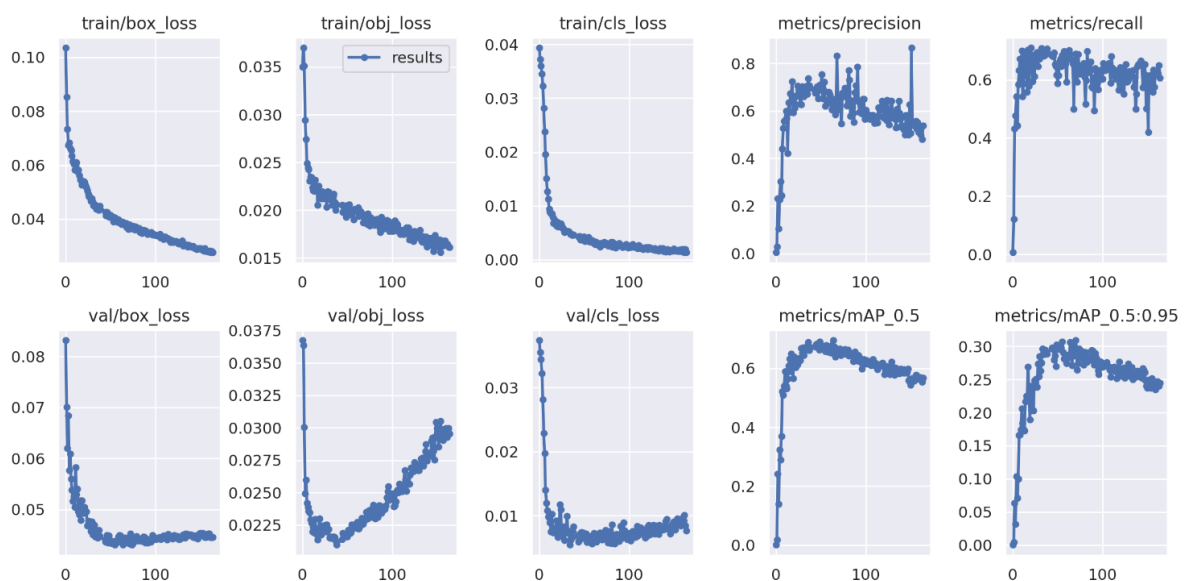 train/box_loss train/obj_loss train/cls_loss metrics/precision metrics/recall
0.10 0.08 0.06 0.04
0 100
results
0.035 0.030 0.025 0.020 0.015
0 100
0.04 0.03 0.02 0.01 0.00
0 100
0.8 0.6 0.4 0.2 0.0
0 100
0.6 0.4 0.2 0.0
0 100
val/box_loss val/obj_loss val/cls_loss metrics/mAP_0.5 metrics/mAP_0.5:0.95
0.08 0.07 0.06 0.05
0 100
0.0375 0.0350 0.0325 0.0300 0.0275 0.0250 0.0225
0 100
0.03 0.02 0.01
0 100
0.6 0.4 0.2 0.0
0 100
0.30 0.25 0.20 0.15 0.10 0.05 0.00
0 100